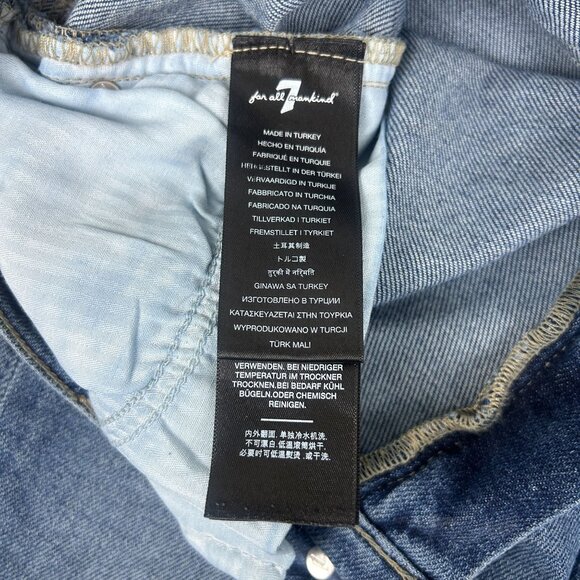 7
for all mankind®
MADE IN TURKEY
HECHO EN TURQUÍA
FABRIQUÉ EN TURQUIE
HERGESTELLT IN DER TÜRKEI
VERVAARDIGD IN TURKIJE
FABBRICATO IN TURCHIA
FABRICADO NA TURQUIA
TILLVERKAD I TURKIET
FREMSTILLET I TYRKIET
土耳其制造
トルコ製
तुर्की में निर्मिति
GINAWA SA TURKEY
ИЗГОТОВЛЕНО В ТУРЦИИ
ΚΑΤΑΣΚΕΥΑΖΕΤΑΙ ΣΤΗΝ ΤΟΥΡΚΙΑ
WYPRODUKOWANO W TURCJI
TÜRK MALI
VERWENDEN. BEI NIEDRIGER
TEMPERATUR IM TROCKNER
TROCKNEN.BEI BEDARF KÜHL
BÜGELN.ODER CHEMISCH
REINIGEN.
内外翻面, 单独冷水机洗.
不可漂白. 低温滚筒烘干.
必要时可低温熨烫. 或干洗.